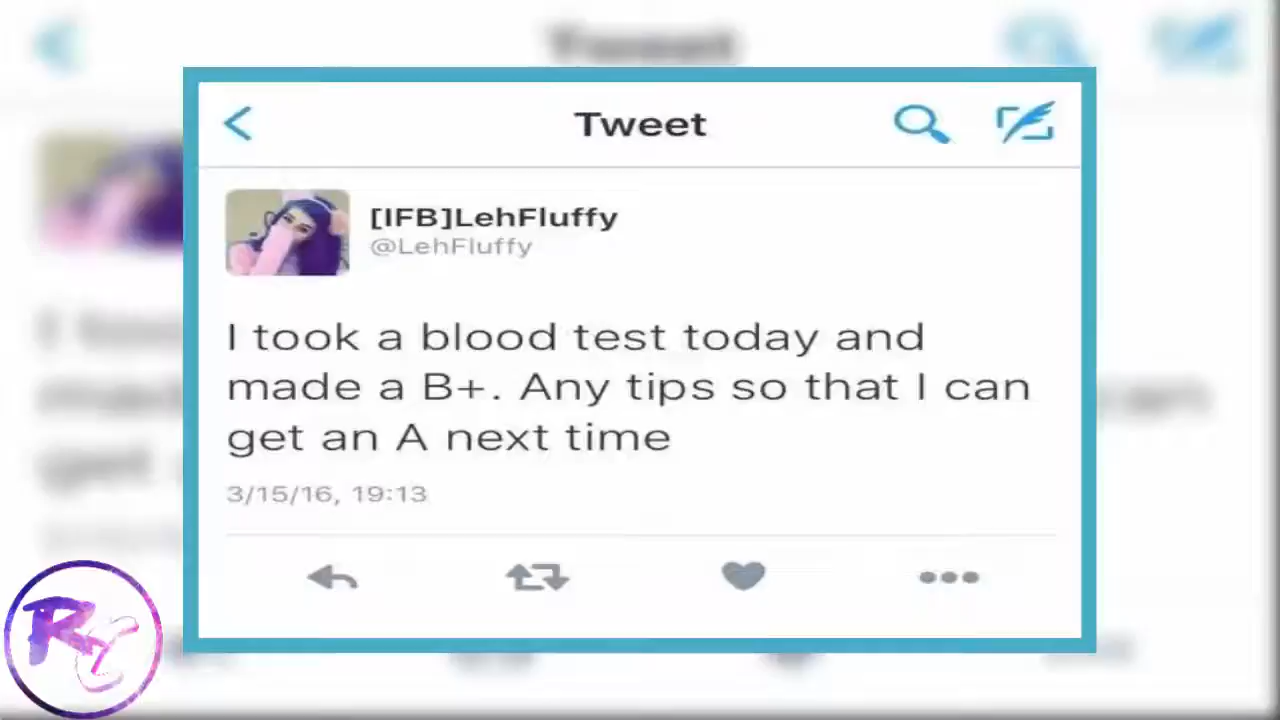 Tweet
[IFB]LehFluffy
@LehFluffy
I took a blood test today and
made a B+. Any tips so that I can
get an A next time
3/15/16, 19:13